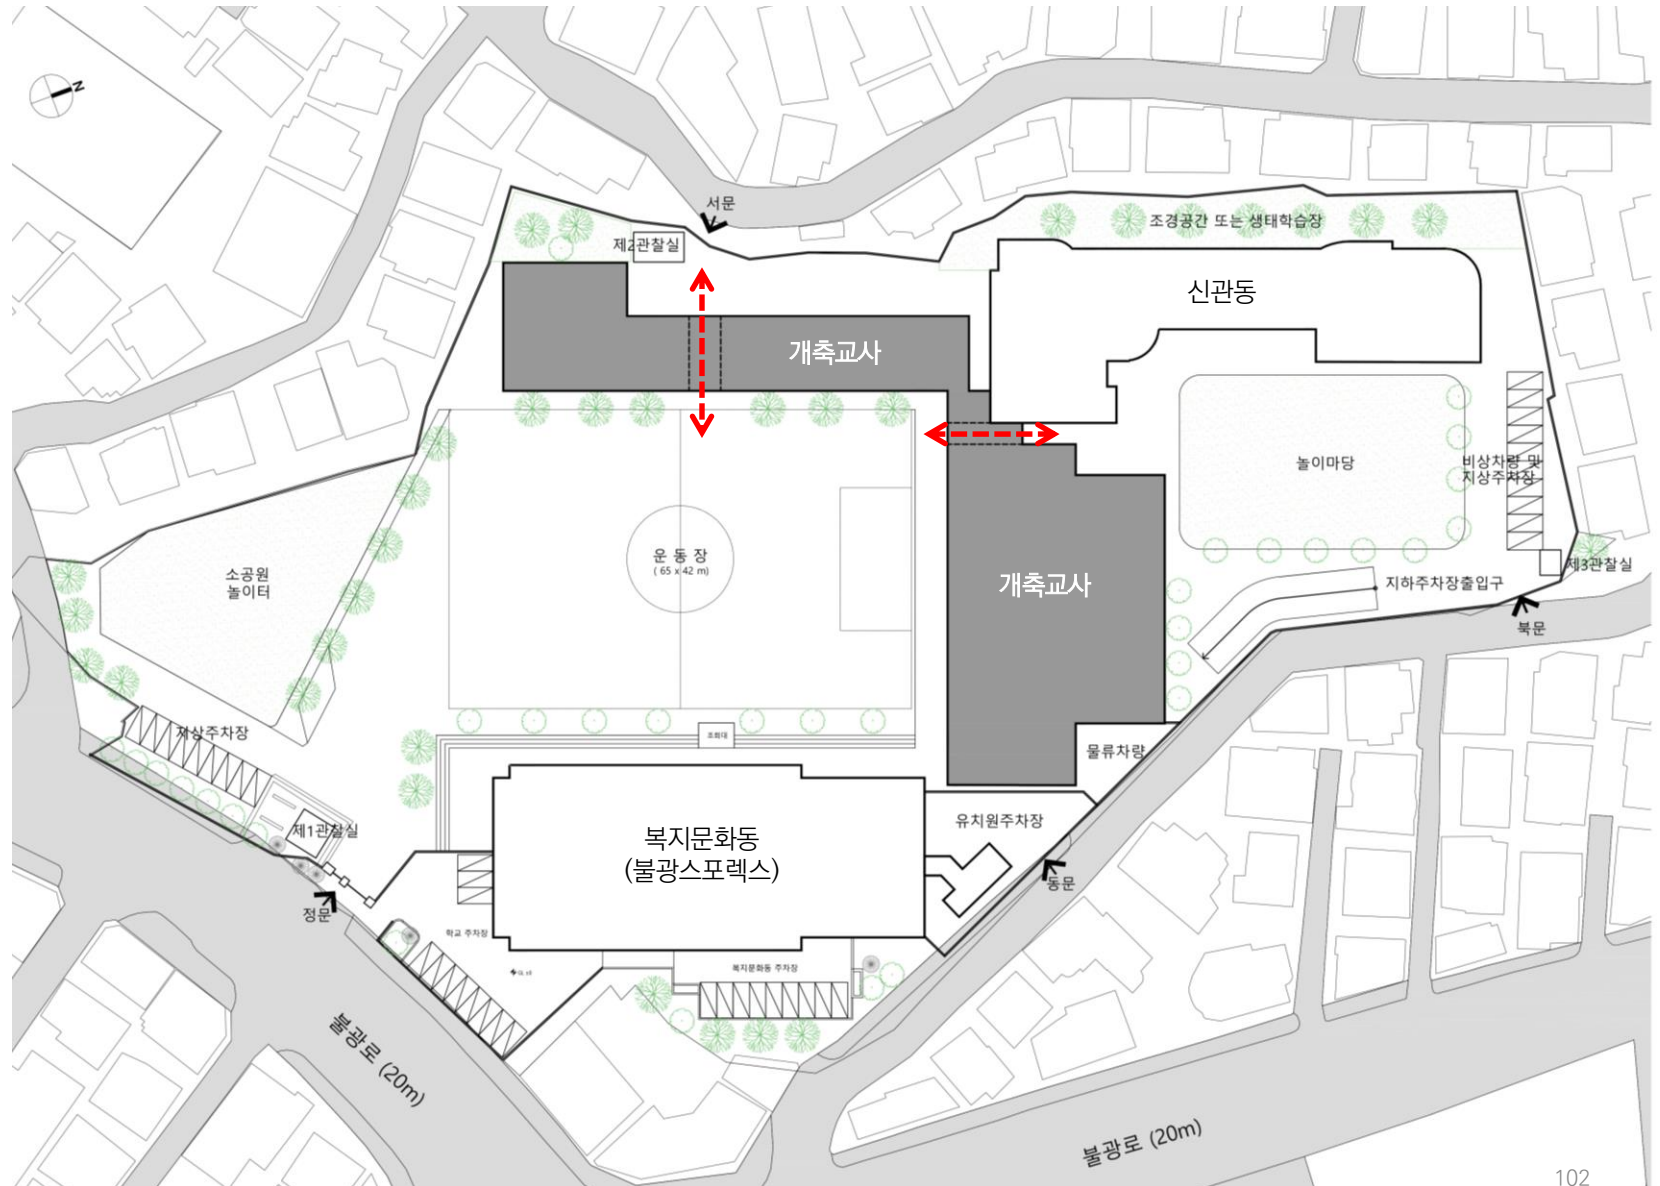 N
서문
제2관찰실
조경공간 또는 생태학습장
신관동
개축교사
놀이마당
비상차량 및
지상주차장
운 동 장
( 65 x 42 m)
소공원
놀이터
개축교사
제3관찰실
지하주차장출입구
북문
지상주차장
조회대
물류차량
제1관찰실
복지문화동
(불광스포렉스)
유치원주차장
동문
정문
학교 주차장
복지문화동 주차장
불광로 (20m)
불광로 (20m)
102